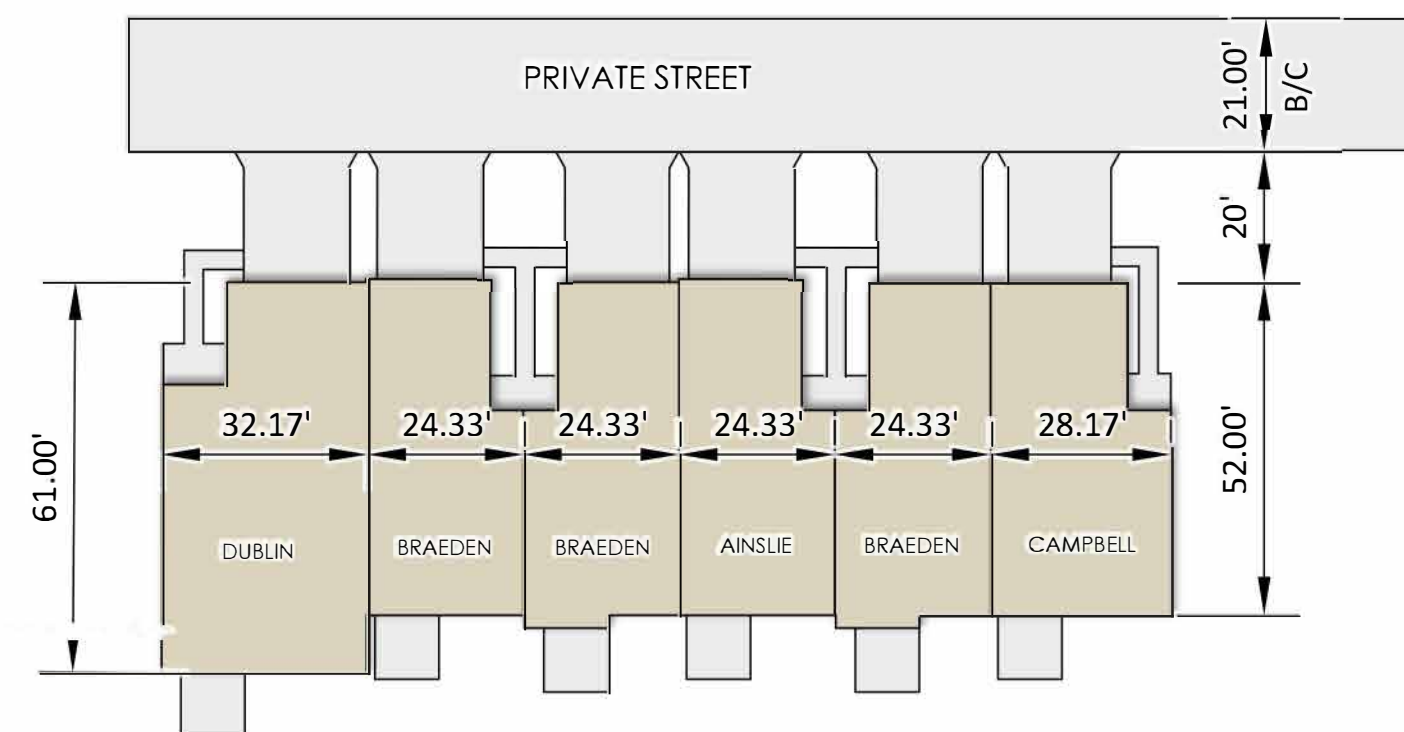 PRIVATE STREET
21.00'
B/C
20'
32.17'
24.33'
24.33'
24.33'
24.33'
28.17'
61.00'
52.00'
DUBLIN
BRAEDEN
BRAEDEN
AINSLIE
BRAEDEN
CAMPBELL